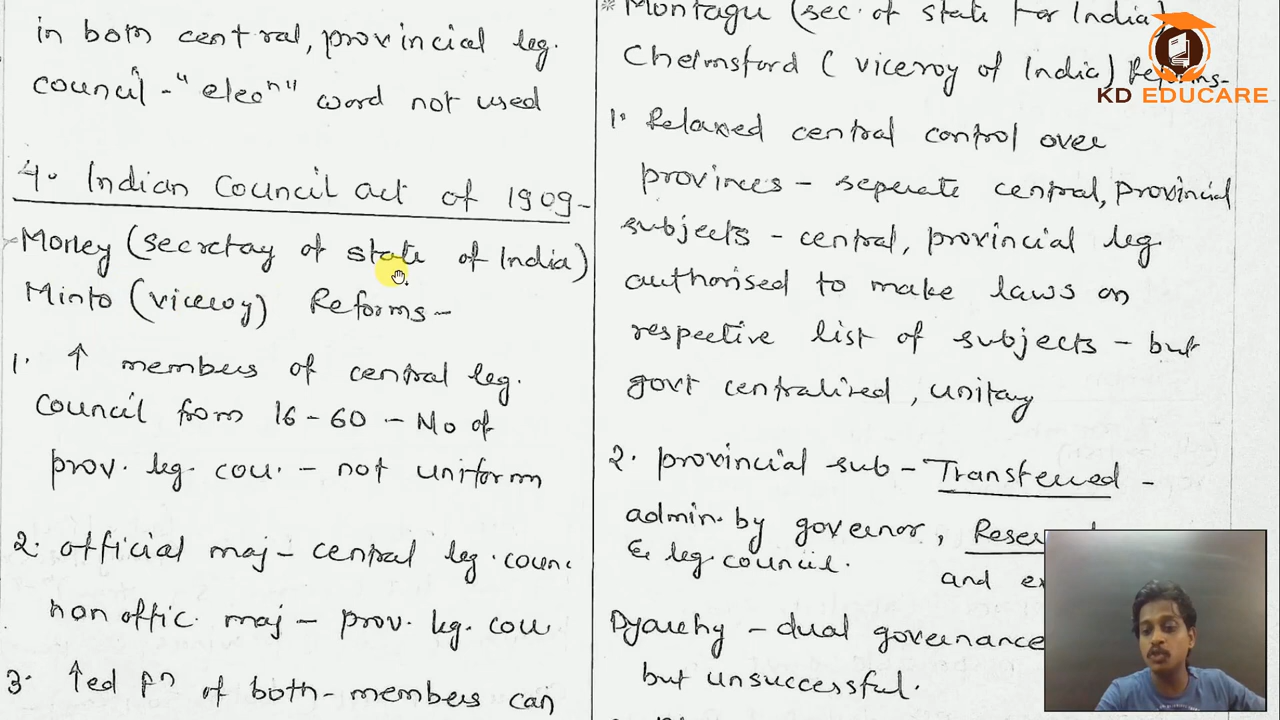 in both central, provincial leg.
council - "elecn" word not used
4. Indian Council act of 1909 -
Morley (secretay of state of India)
Minto (viceroy) Reforms -
1. ↑ members of central leg.
council from 16 - 60 - No of
prov. leg. cou. - not uniform
2. official maj - central leg. counc
non offic. maj - prov. leg. cou
3. ↑ed fn of both - members can
* Montagu (sec. of state for India)
Chelmsford (viceroy of India) Reforms -
1. Relaxed central control over
provinces - seperate central, provincial
subjects - central, provincial leg
authorised to make laws on
respective list of subjects - but
govt centralised, unitay
2. provincial sub - Transferred -
admin. by governor, Reser
& leg. council. and ex
Dyarchy - dual governance
but unsuccessful.
KD EDUCARE